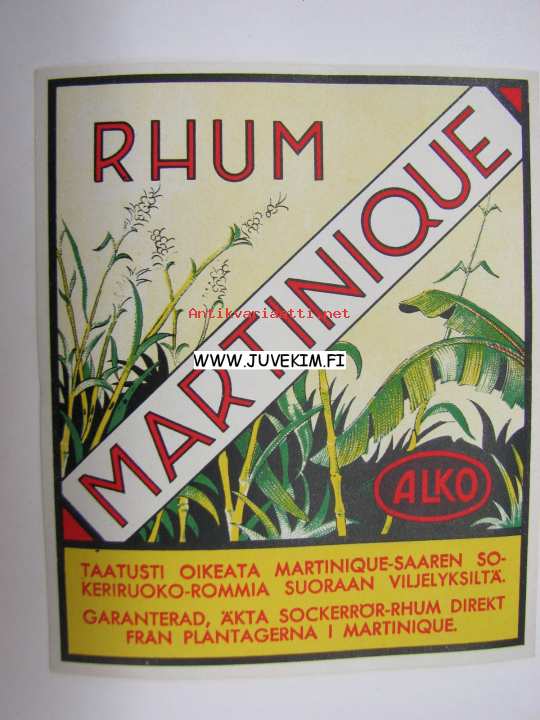 RHUM
MARTINIQUE
Antikvariaatti.net
WWW.JUVEKIM.FI
ALKO
TAATUSTI OIKEATA MARTINIQUE-SAAREN SO-
KERIRUOKO-ROMMIA SUORAAN VILJELYKSILTÄ.
GARANTERAD, ÄKTA SOCKERRÖR-RHUM DIREKT
FRÅN PLANTAGERNA I MARTINIQUE.